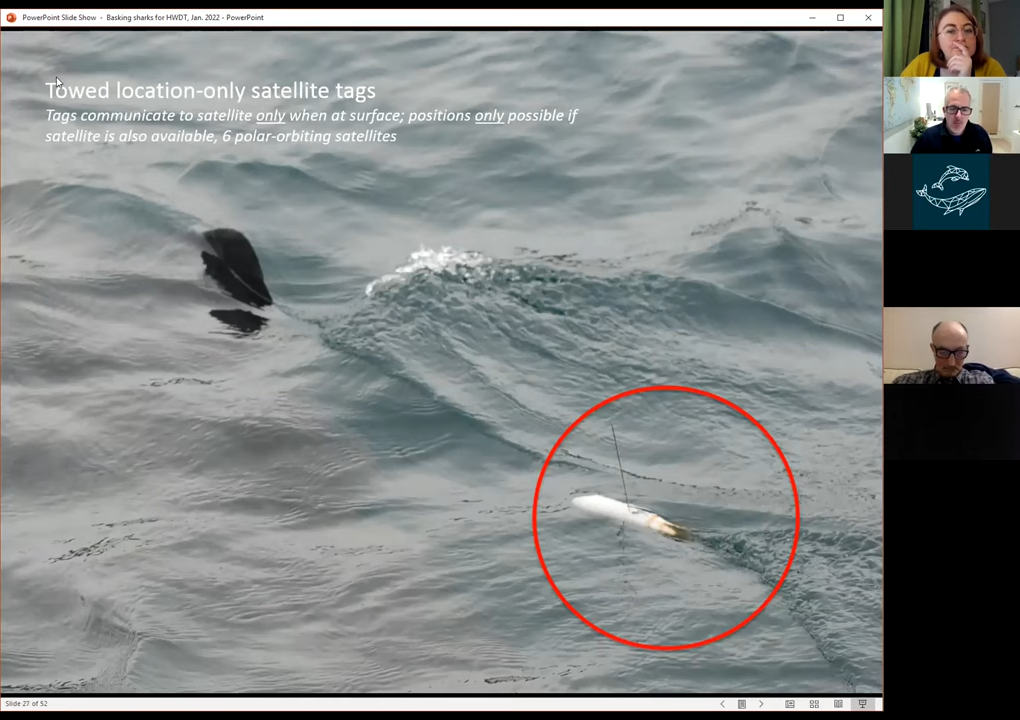 PowerPoint Slide Show - Basking sharks for HWDT, Jan. 2022 - PowerPoint
Towed location-only satellite tags
Tags communicate to satellite only when at surface; positions only possible if
satellite is also available, 6 polar-orbiting satellites
Slide 27 of 52